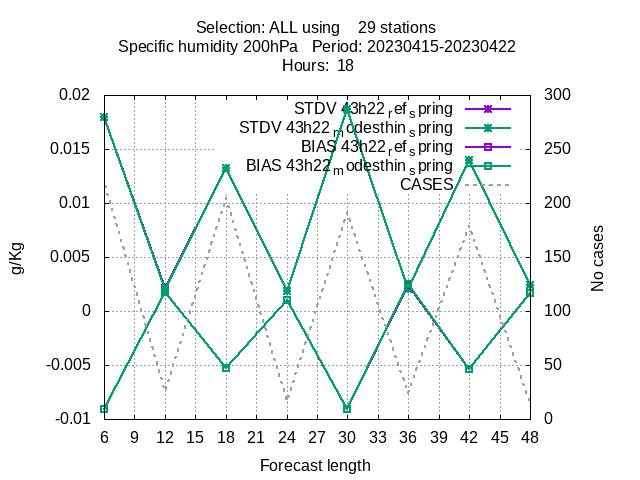 Selection: ALL using    29 stations
Specific humidity 200hPa   Period: 20230415-20230422
Hours:  18
STDV 43h22_ref_spring
STDV 43h22_modesthin_spring
BIAS 43h22_ref_spring
BIAS 43h22_modesthin_spring
CASES
0.02
0.015
0.01
0.005
0
-0.005
-0.01
g/Kg
300
250
200
150
100
50
0
No cases
6 9 12 15 18 21 24 27 30 33 36 39 42 45 48
Forecast length